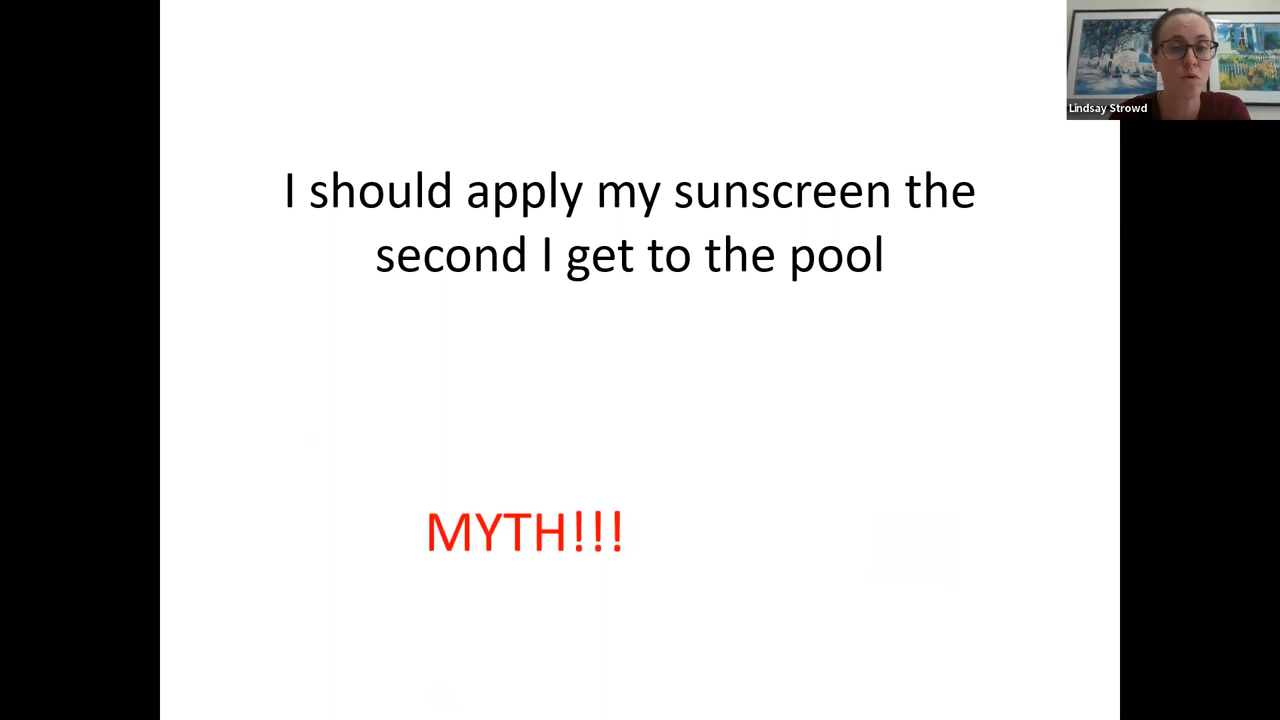 Lindsay Strowd
I should apply my sunscreen the
second I get to the pool
MYTH!!!